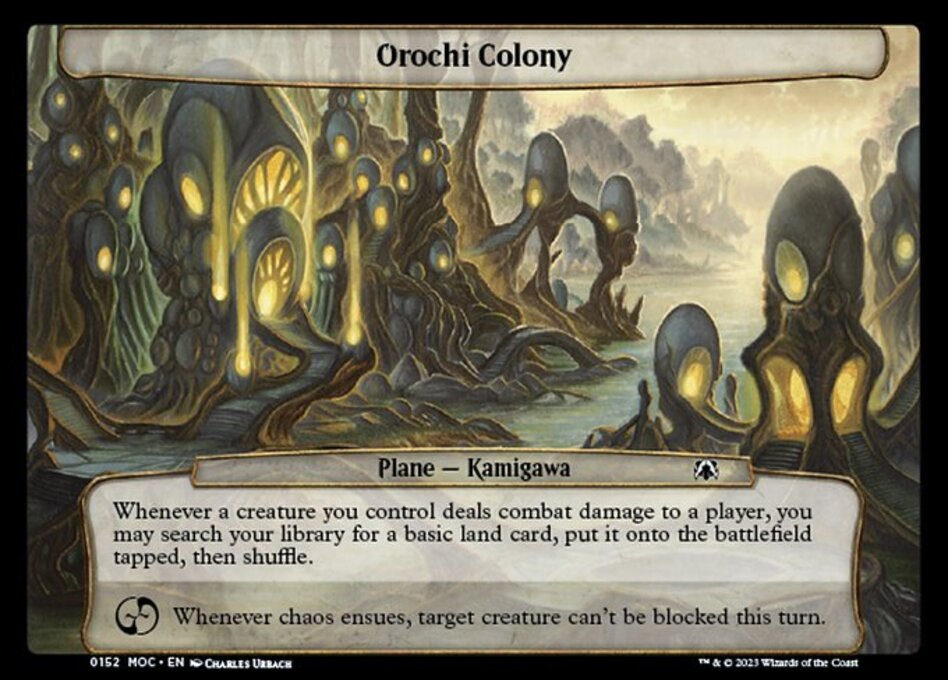 Orochi Colony
Plane — Kamigawa
Whenever a creature you control deals combat damage to a player, you
may search your library for a basic land card, put it onto the battlefield
tapped, then shuffle.
Whenever chaos ensues, target creature can't be blocked this turn.
0152 MOC • EN Charles Urbach
™ & © 2023 Wizards of the Coast